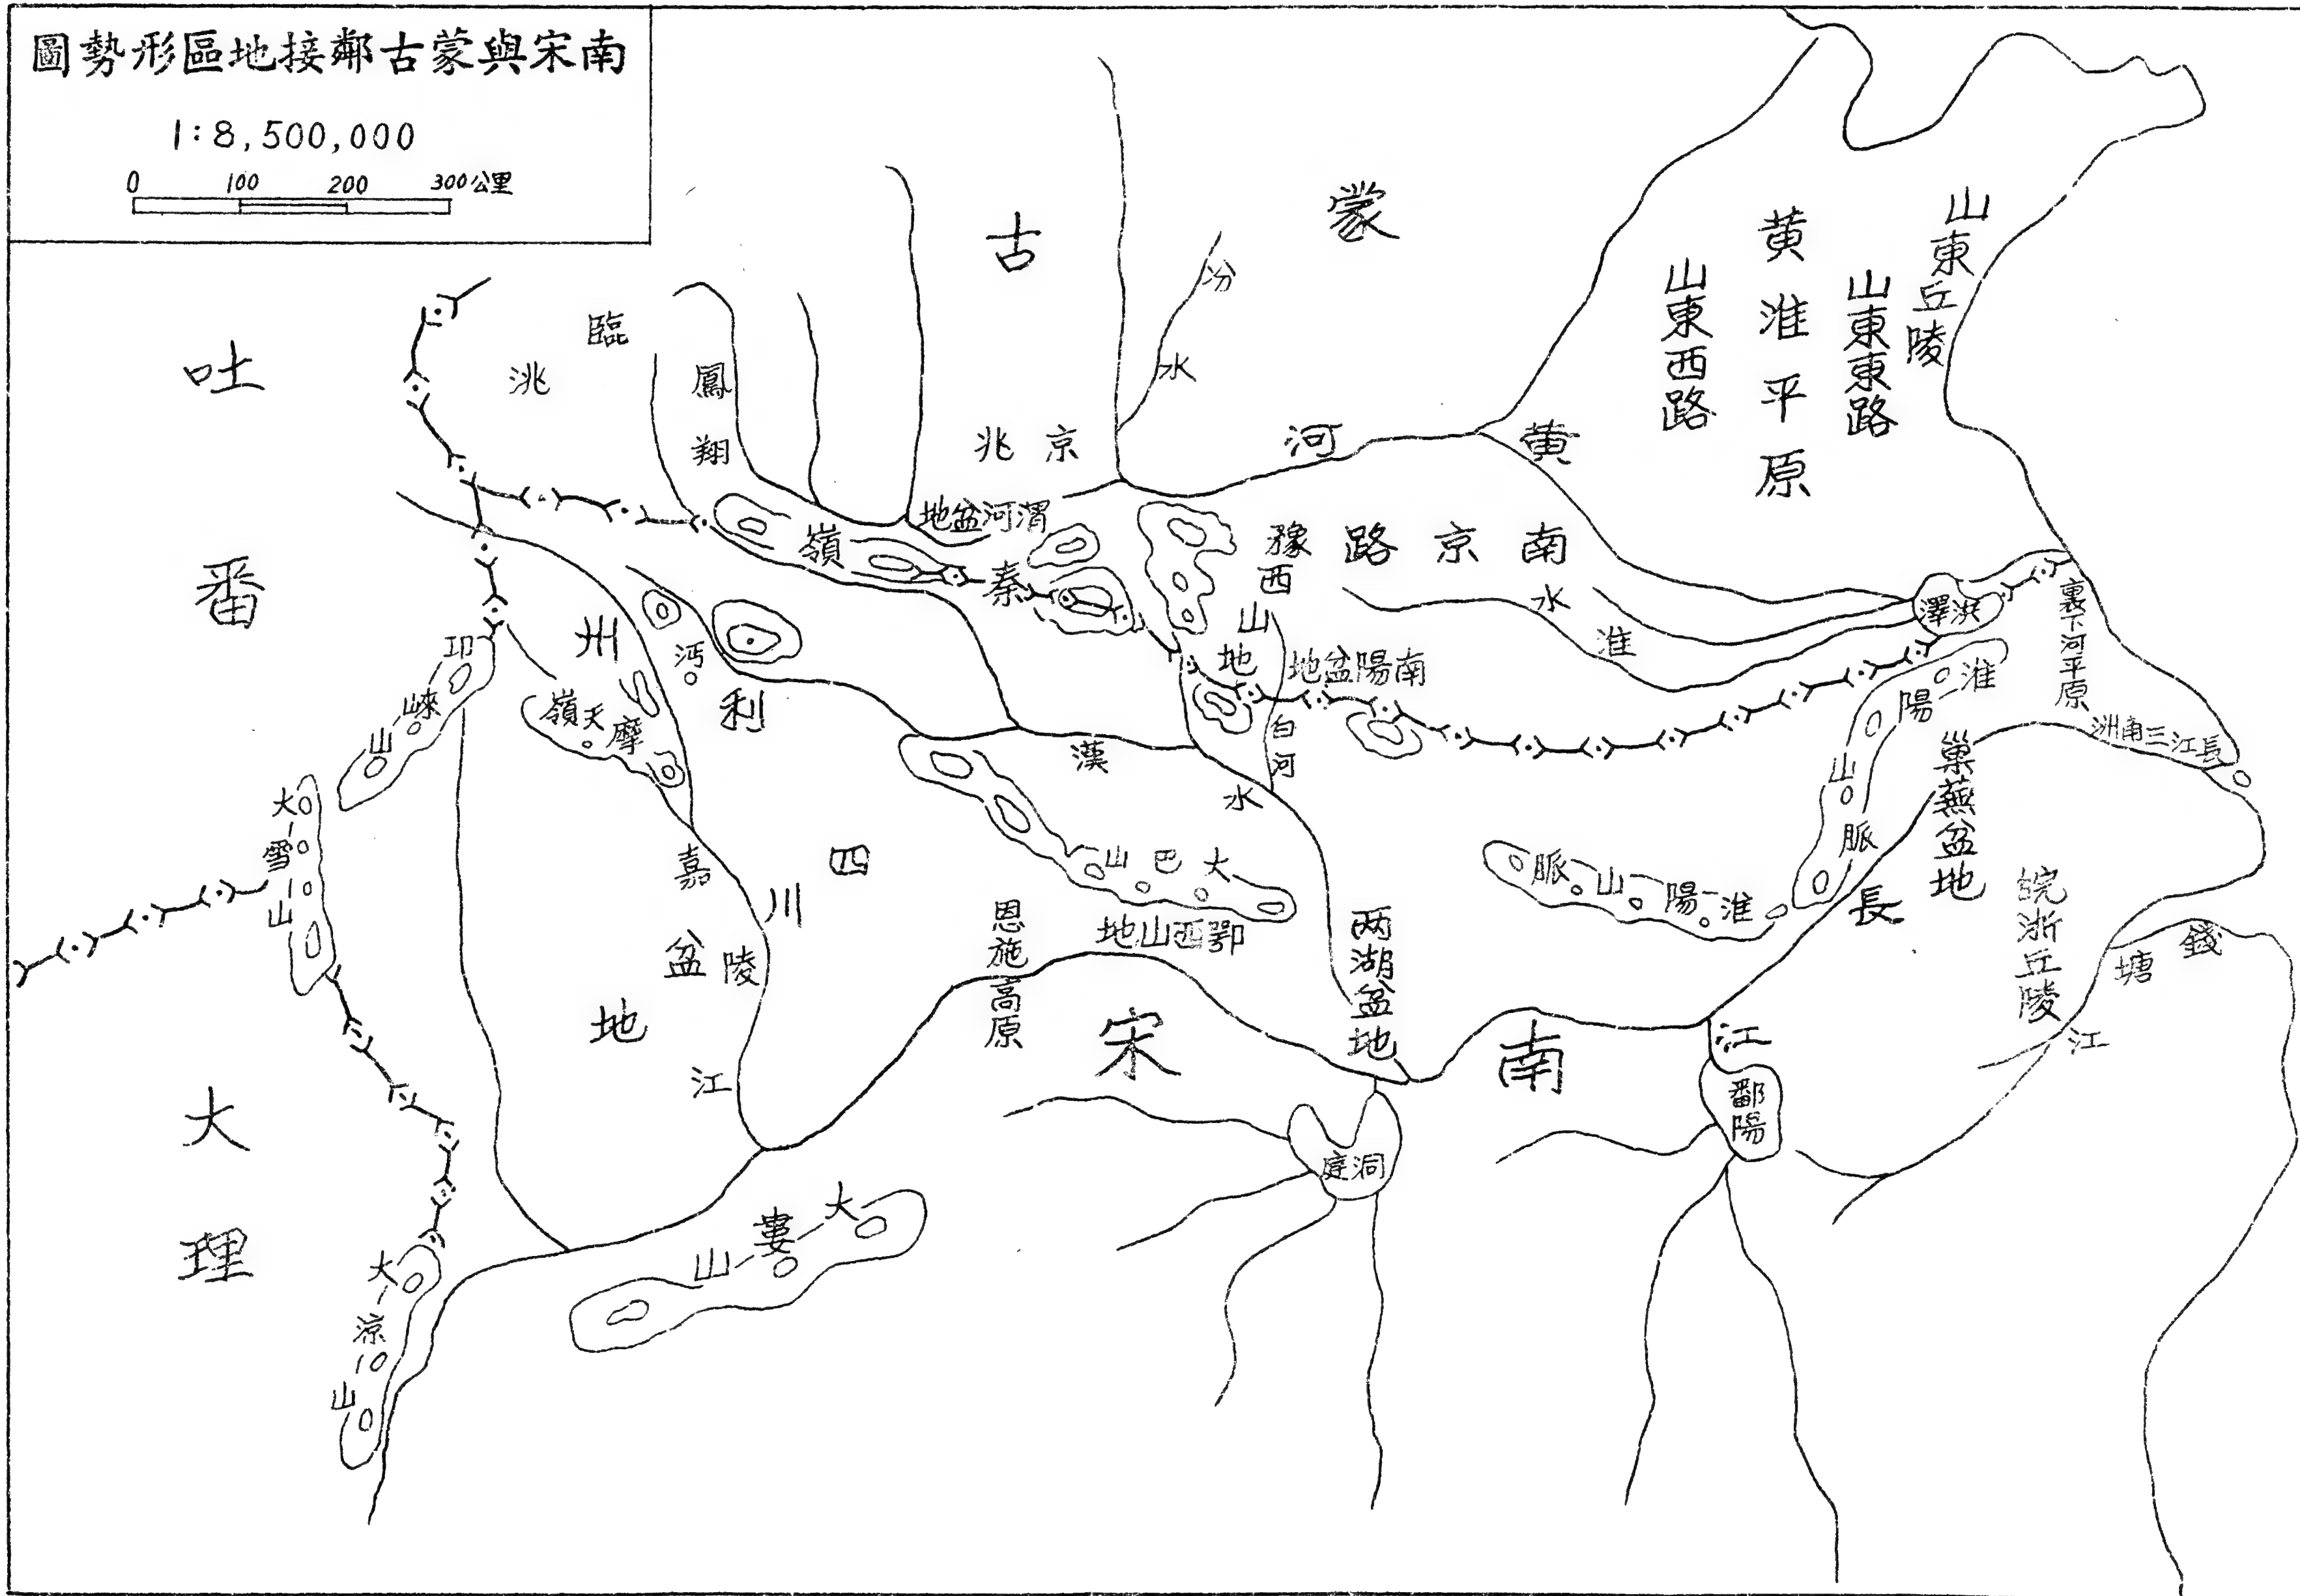 南宋與蒙古鄰接地區形勢圖
1:8,500,000
0 100 200 300公里
蒙古
吐番
大理
南宋
臨洮
鳳翔
京兆
汾水
黄河
山東西路
黄淮平原
山東東路
山東丘陵
渭河盆地
秦嶺
豫西山地
南京路
淮水
洪澤
裏下河平原
利州
沔
邛崍山
摩天嶺
南陽盆地
白河
漢水
淮陽山脈
長江三角洲
巢蕪盆地
大雪山
嘉陵江
四川盆地
大巴山
鄂西山地
恩施高原
两湖盆地
淮陽山脈
長江
皖浙丘陵
錢塘江
鄱陽
洞庭
大婁山
大涼山